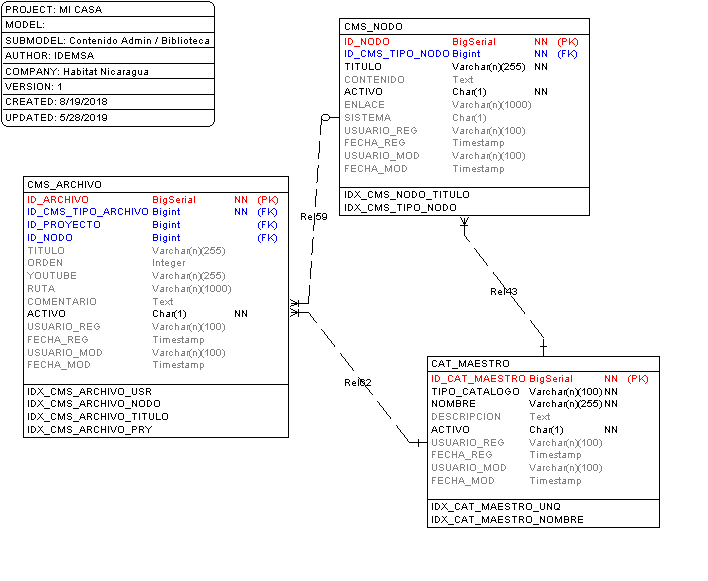 PROJECT: MI CASA
MODEL:
SUBMODEL: Contenido Admin / Biblioteca
AUTHOR: IDEMSA
COMPANY: Habitat Nicaragua
VERSION: 1
CREATED: 8/19/2018
UPDATED: 5/28/2019
CMS_NODO
ID_NODO BigSerial NN (PK)
ID_CMS_TIPO_NODO Bigint NN (FK)
TITULO Varchar(n)(255) NN
CONTENIDO Text
ACTIVO Char(1) NN
ENLACE Varchar(n)(1000)
SISTEMA Char(1)
USUARIO_REG Varchar(n)(100)
FECHA_REG Timestamp
USUARIO_MOD Varchar(n)(100)
FECHA_MOD Timestamp
IDX_CMS_NODO_TITULO
IDX_CMS_TIPO_NODO
Rel59
CMS_ARCHIVO
ID_ARCHIVO BigSerial NN (PK)
ID_CMS_TIPO_ARCHIVO Bigint NN (FK)
ID_PROYECTO Bigint (FK)
ID_NODO Bigint (FK)
TITULO Varchar(n)(255)
ORDEN Integer
YOUTUBE Varchar(n)(255)
RUTA Varchar(n)(1000)
COMENTARIO Text
ACTIVO Char(1) NN
USUARIO_REG Varchar(n)(100)
FECHA_REG Timestamp
USUARIO_MOD Varchar(n)(100)
FECHA_MOD Timestamp
IDX_CMS_ARCHIVO_USR
IDX_CMS_ARCHIVO_NODO
IDX_CMS_ARCHIVO_TITULO
IDX_CMS_ARCHIVO_PRY
Rel43
Rel62
CAT_MAESTRO
ID_CAT_MAESTRO BigSerial NN (PK)
TIPO_CATALOGO Varchar(n)(100) NN
NOMBRE Varchar(n)(255) NN
DESCRIPCION Text
ACTIVO Char(1) NN
USUARIO_REG Varchar(n)(100)
FECHA_REG Timestamp
USUARIO_MOD Varchar(n)(100)
FECHA_MOD Timestamp
IDX_CAT_MAESTRO_UNQ
IDX_CAT_MAESTRO_NOMBRE